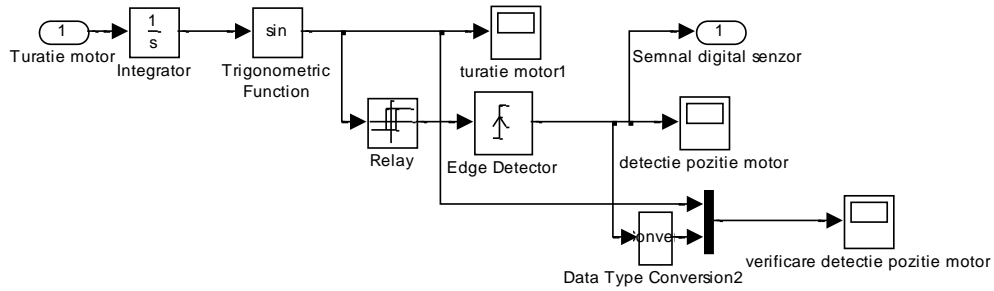 1
Turatie motor
1
s
Integrator
sin
Trigonometric
Function
turatie motor1
1
Semnal digital senzor
Relay
Edge Detector
detectie pozitie motor
Data Type Conversion2
verificare detectie pozitie motor